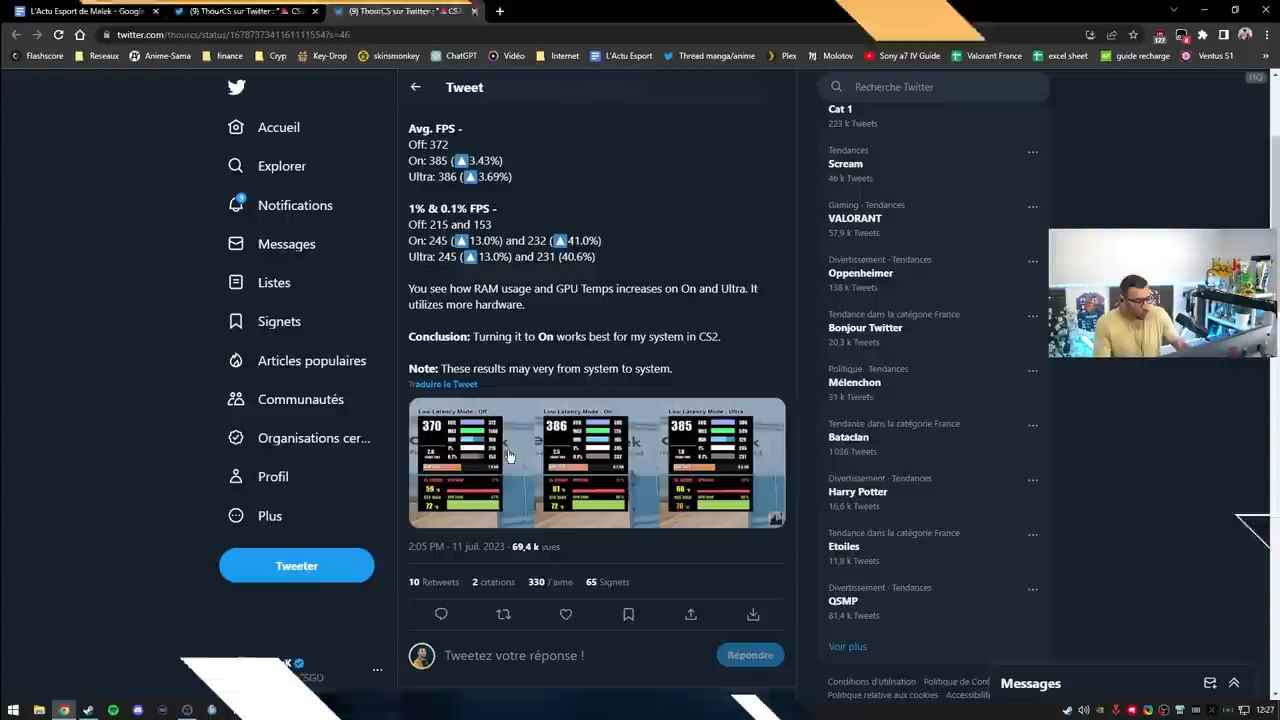 L'Actu Esport de Malek - Google
(9) ThourCS sur Twitter
(9) ThourCS sur Twitter
twitter.com/thourcs/status/1678737341611111554?s=46
Flashscore
Reseaux
Anime-Sama
finance
Cryp
Key-Drop
skinsmonkey
ChatGPT
Vidéo
Internet
L'Actu Esport
Thread manga/anime
Plex
Molotov
Sony a7 IV Guide
Valorant France
excel sheet
guide recharge
Ventus S1
HQ
Accueil
Explorer
9
Notifications
Messages
Listes
Signets
Articles populaires
Communautés
Organisations cer...
Profil
Plus
Tweeter
Tweet
Avg. FPS -
Off: 372
On: 385 (🔼3.43%)
Ultra: 386 (🔼3.69%)
1% & 0.1% FPS -
Off: 215 and 153
On: 245 (🔼13.0%) and 232 (🔼41.0%)
Ultra: 245 (🔼13.0%) and 231 (40.6%)
You see how RAM usage and GPU Temps increases on On and Ultra. It
utilizes more hardware.
Conclusion: Turning it to On works best for my system in CS2.
Note: These results may very from system to system.
Traduire le Tweet
Low Latency Mode - Off
Low Latency Mode - On
Low Latency Mode - Ultra
370
386
385
2:05 PM · 11 juil. 2023 · 69,4 k vues
10 Retweets 2 citations 330 J'aime 65 Signets
Tweetez votre réponse !
Répondre
Recherche Twitter
Cat 1
223 k Tweets
Tendances
Scream
46 k Tweets
Gaming · Tendances
VALORANT
57,9 k Tweets
Divertissement · Tendances
Oppenheimer
138 k Tweets
Tendance dans la catégorie France
Bonjour Twitter
20,3 k Tweets
Politique · Tendances
Mélenchon
31 k Tweets
Tendance dans la catégorie France
Bataclan
1 036 Tweets
Divertissement · Tendances
Harry Potter
16,6 k Tweets
Tendance dans la catégorie France
Etoiles
11,8 k Tweets
Divertissement · Tendances
QSMP
81,4 k Tweets
Voir plus
Conditions d'utilisation Politique de Conf
Politique relative aux cookies Accessibilit
Messages
12:27